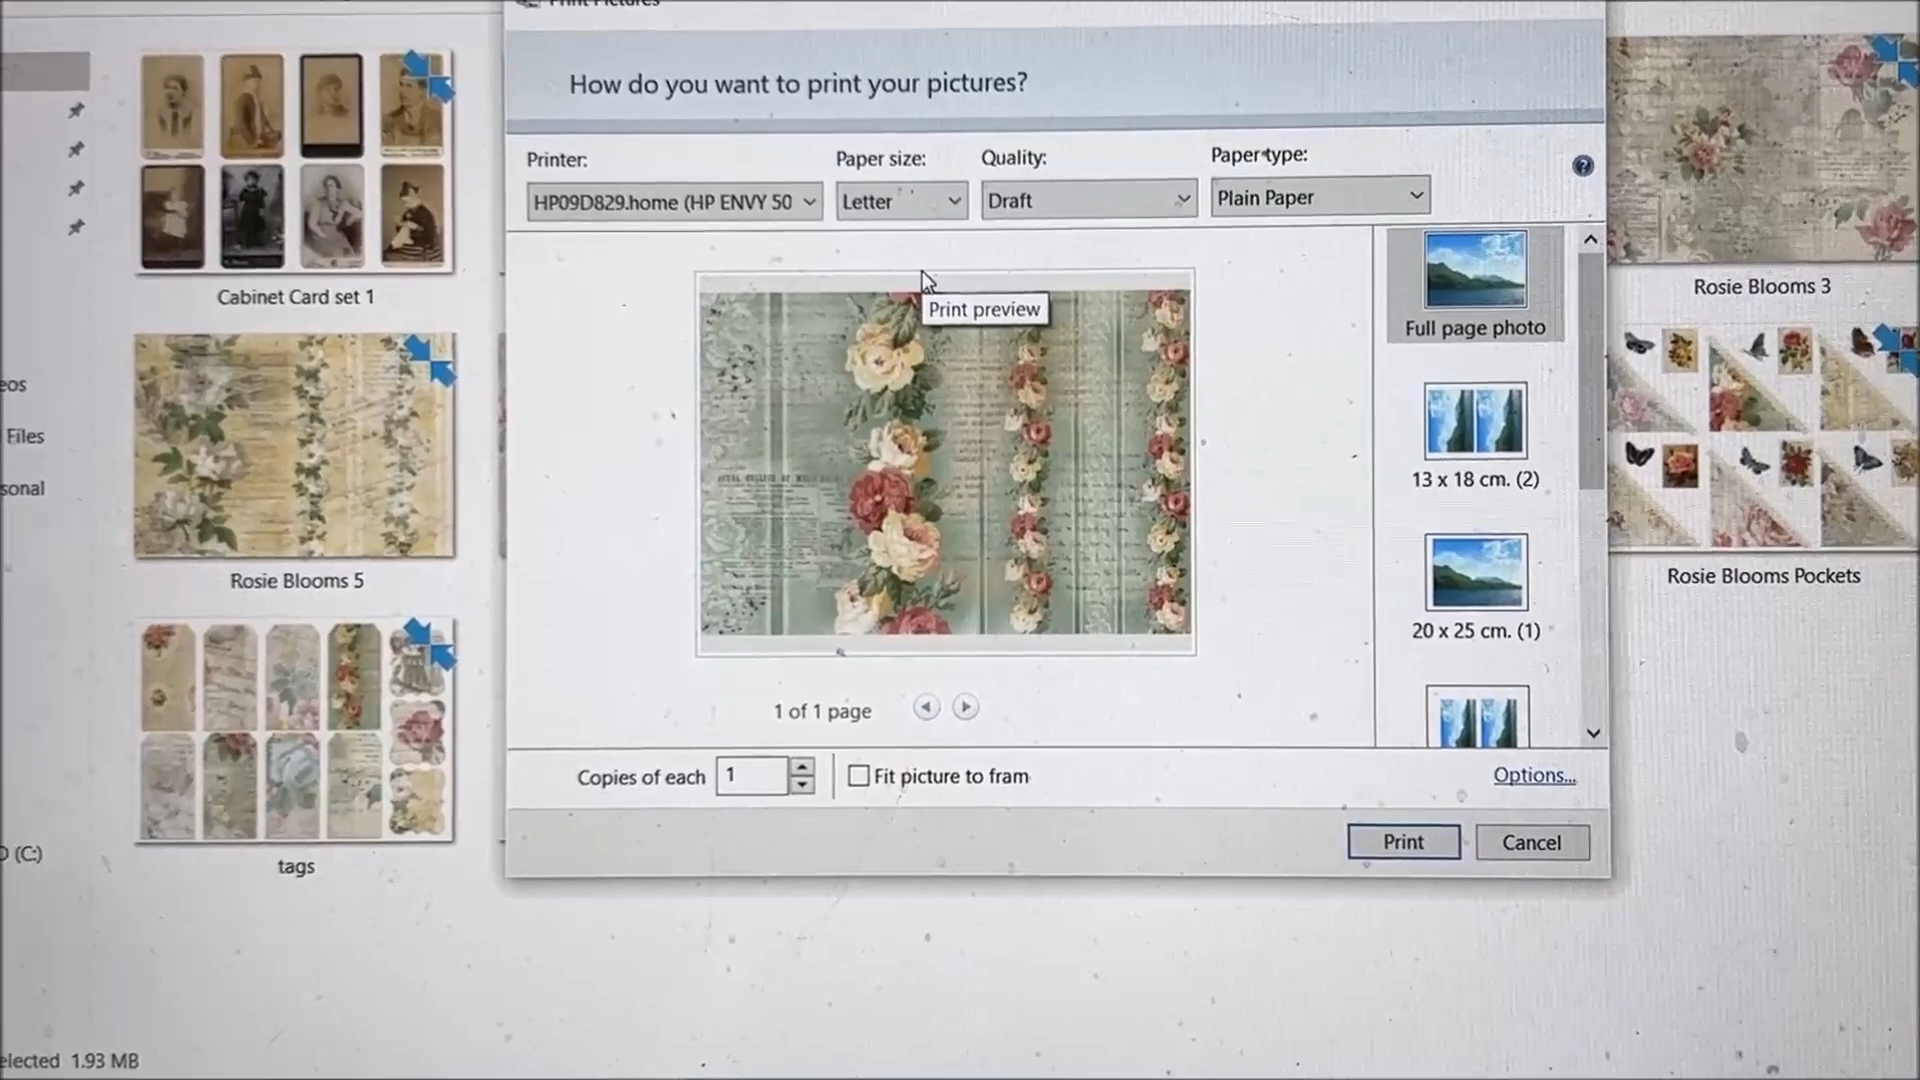 Print Pictures
How do you want to print your pictures?
Printer:
Paper size:
Quality:
Paper type:
HP09D829.home (HP ENVY 50
Letter
Draft
Plain Paper
Print preview
Full page photo
13 x 18 cm. (2)
20 x 25 cm. (1)
1 of 1 page
Copies of each
1
Fit picture to fram
Options...
Print
Cancel
Cabinet Card set 1
Rosie Blooms 5
tags
Rosie Blooms 3
Rosie Blooms Pockets
eos
Files
sonal
(C:)
elected 1.93 MB